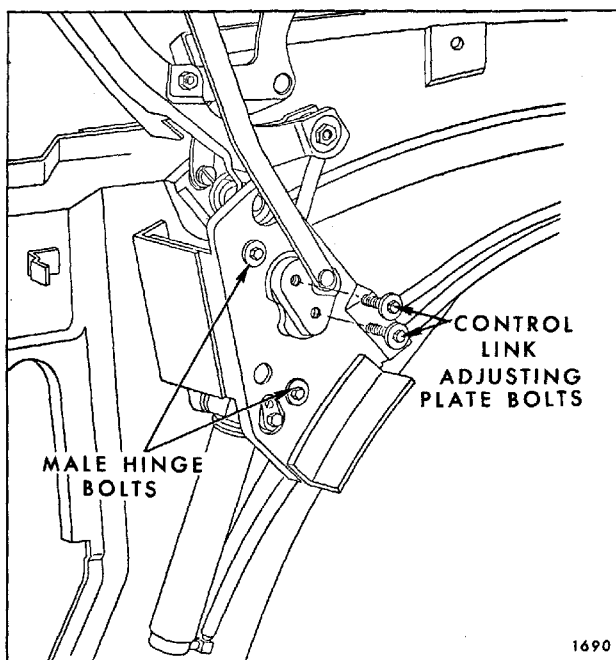 CONTROL
LINK
ADJUSTING
PLATE BOLTS
MALE HINGE
BOLTS
1690